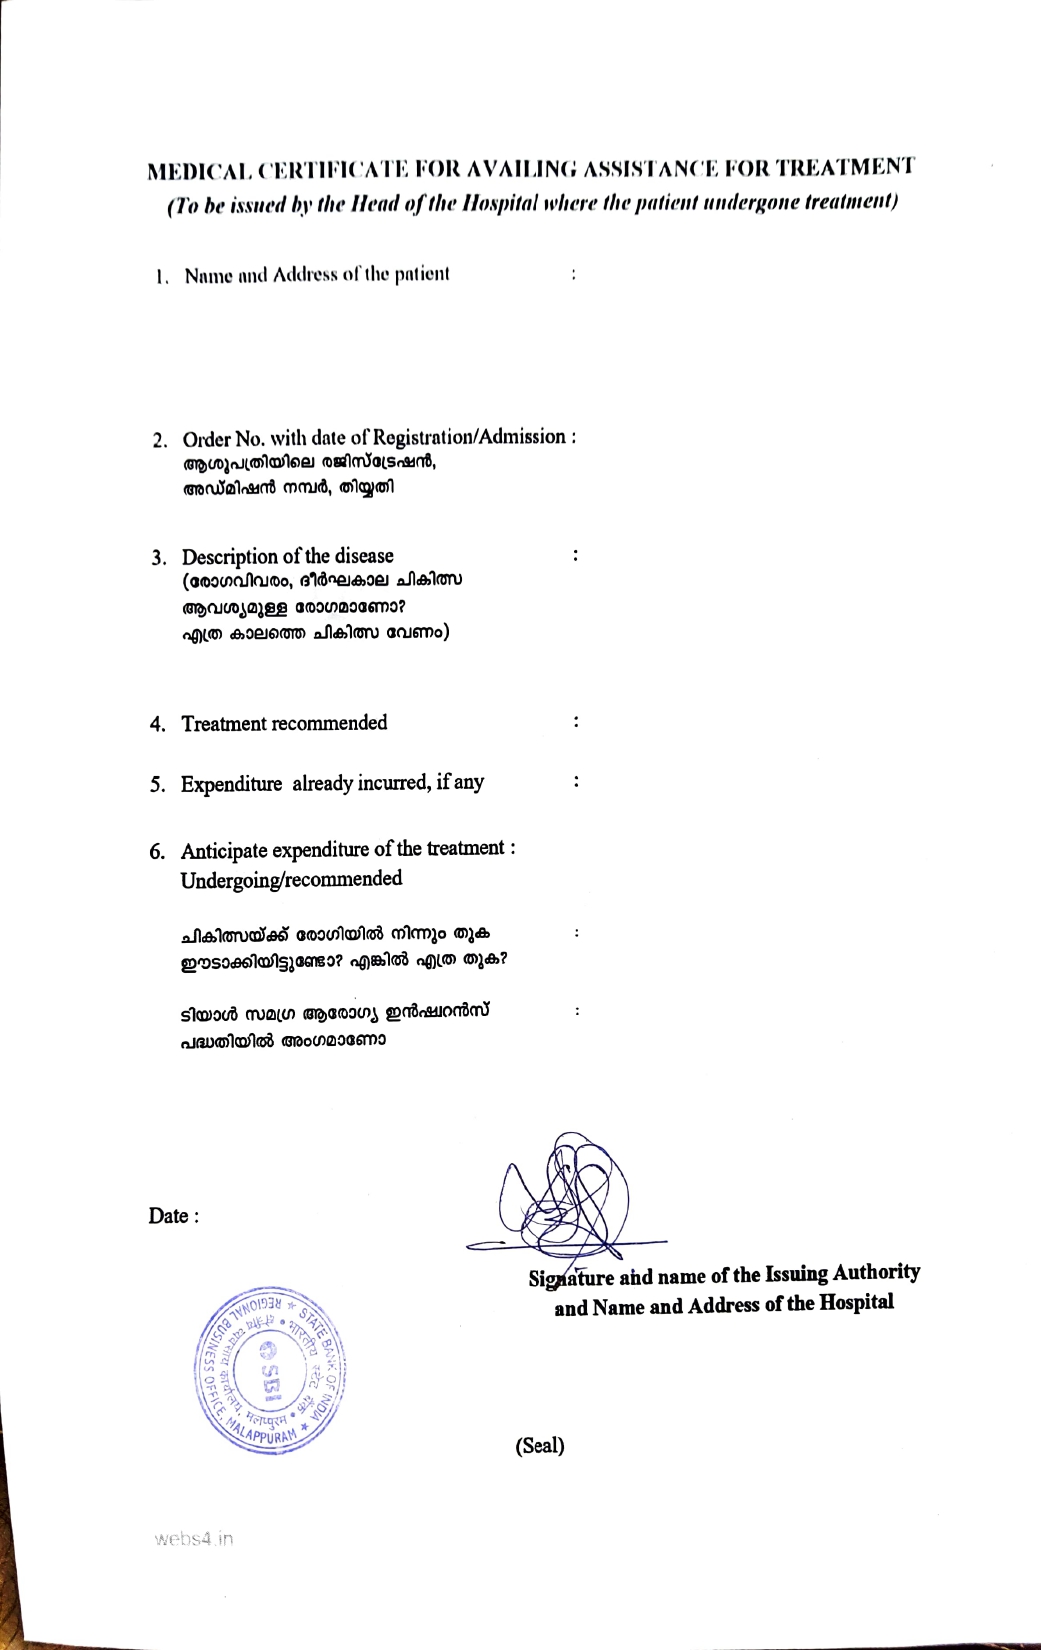 MEDICAL CERTIFICATE FOR AVAILING ASSISTANCE FOR TREATMENT
(To be issued by the Head of the Hospital where the patient undergone treatment)
1. Name and Address of the patient :
2. Order No. with date of Registration/Admission :
ആശുപത്രിയിലെ രജിസ്ട്രേഷൻ,
അഡ്മിഷൻ നമ്പർ, തിയ്യതി
3. Description of the disease :
(രോഗവിവരം, ദീർഘകാല ചികിത്സ
ആവശ്യമുള്ള രോഗമാണോ?
എത്ര കാലത്തെ ചികിത്സ വേണം)
4. Treatment recommended :
5. Expenditure already incurred, if any :
6. Anticipate expenditure of the treatment :
Undergoing/recommended
ചികിത്സയ്ക്ക് രോഗിയിൽ നിന്നും തുക :
ഈടാക്കിയിട്ടുണ്ടോ? എങ്കിൽ എത്ര തുക?
ടിയാൾ സമഗ്ര ആരോഗ്യ ഇൻഷ്വറൻസ് :
പദ്ധതിയിൽ അംഗമാണോ
Date :
Signature and name of the Issuing Authority
and Name and Address of the Hospital
★ STATE BANK OF INDIA ★
REGIONAL BUSINESS OFFICE, MALAPPURAM
भारतीय स्टेट बैंक •
क्षेत्रीय व्यवसाय कार्यालय, मलप्पुरम •
SBI
(Seal)
webs4.in